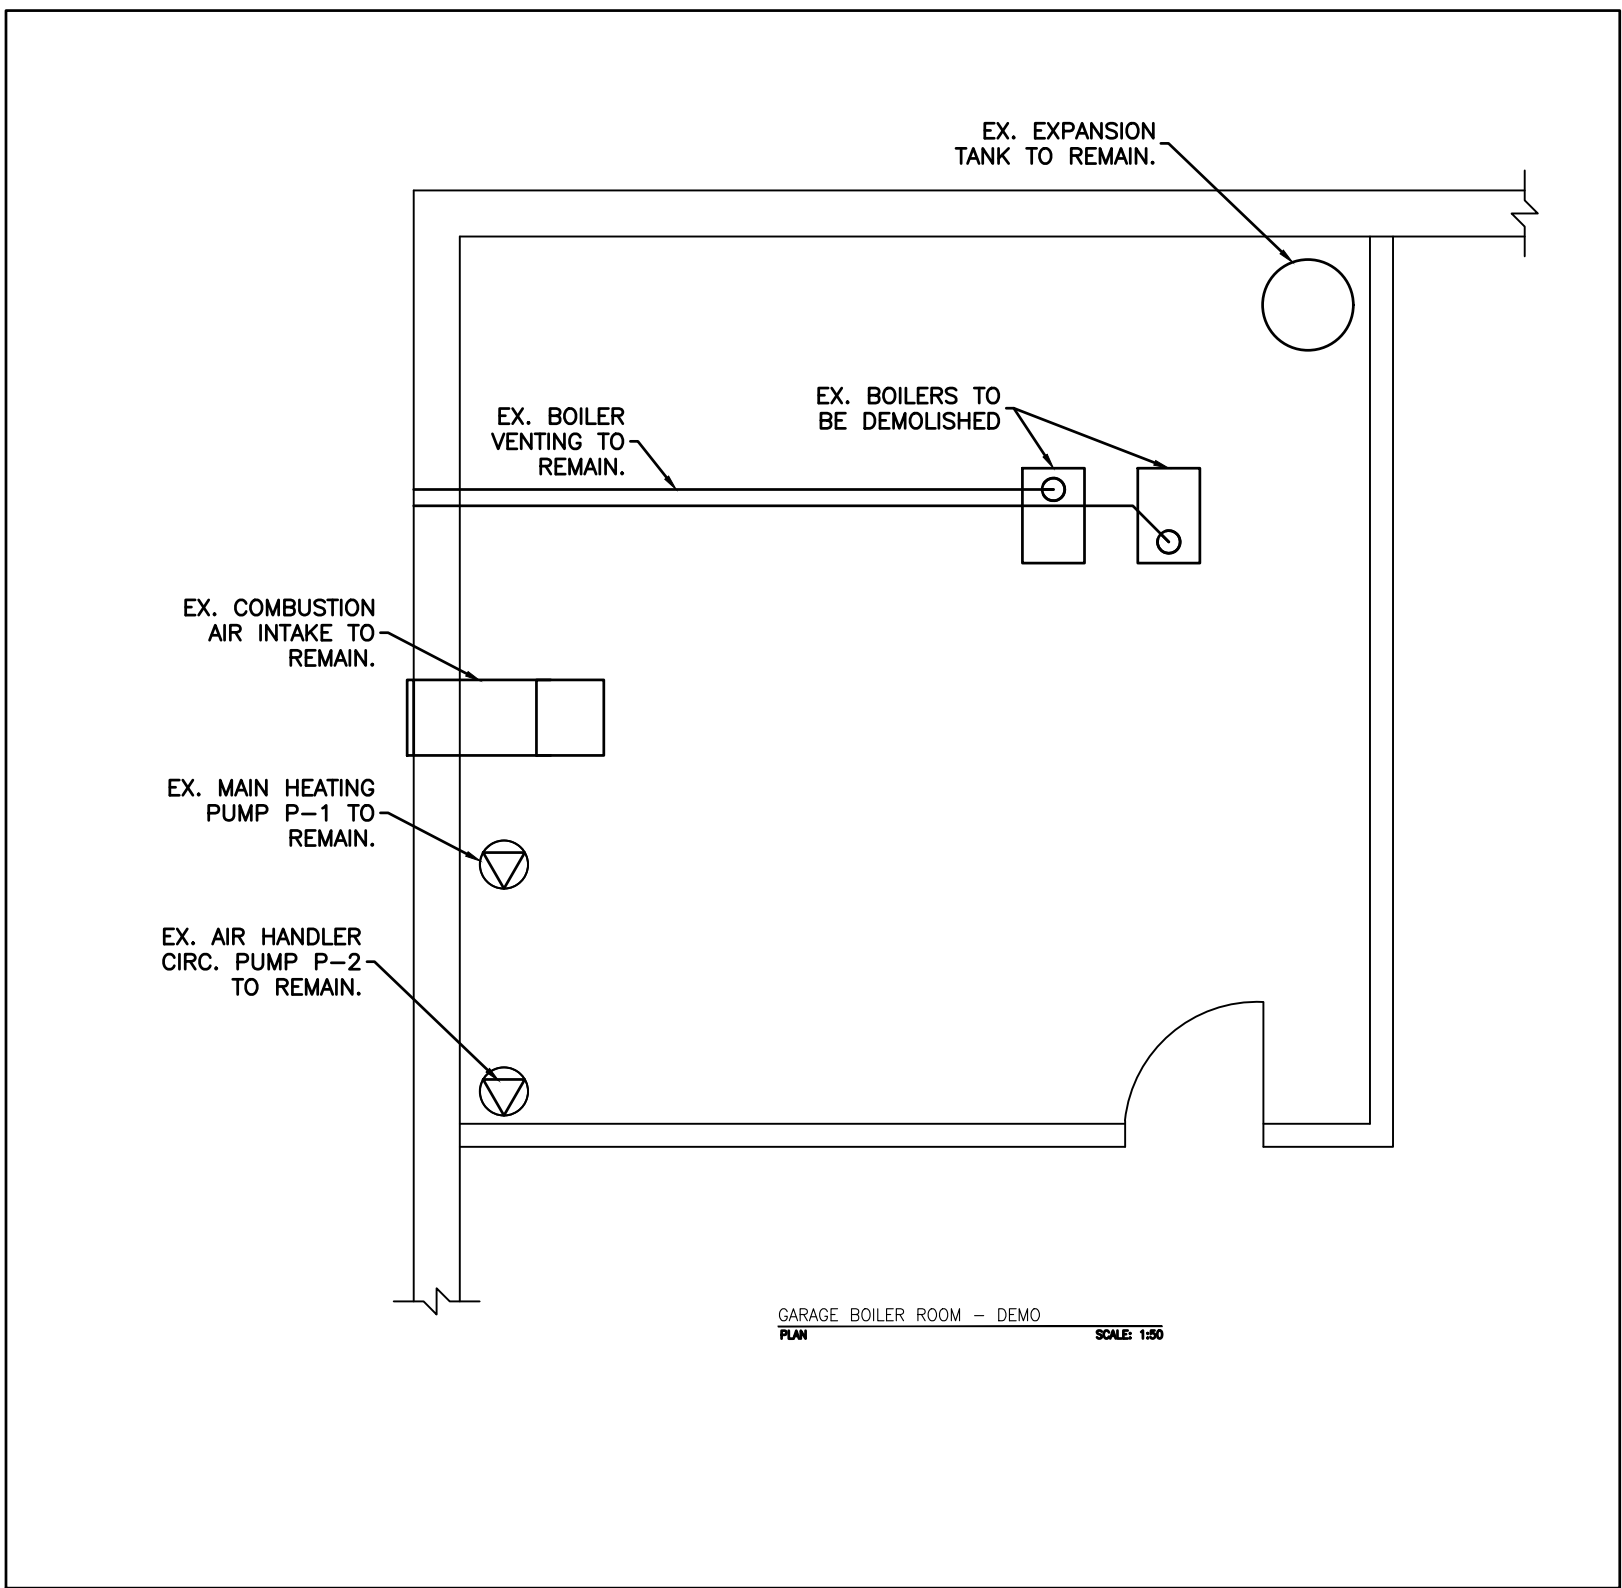 EX. EXPANSION
TANK TO REMAIN.
EX. BOILERS TO
BE DEMOLISHED
EX. BOILER
VENTING TO
REMAIN.
EX. COMBUSTION
AIR INTAKE TO
REMAIN.
EX. MAIN HEATING
PUMP P-1 TO
REMAIN.
EX. AIR HANDLER
CIRC. PUMP P-2
TO REMAIN.
GARAGE BOILER ROOM - DEMO
PLAN SCALE: 1:50